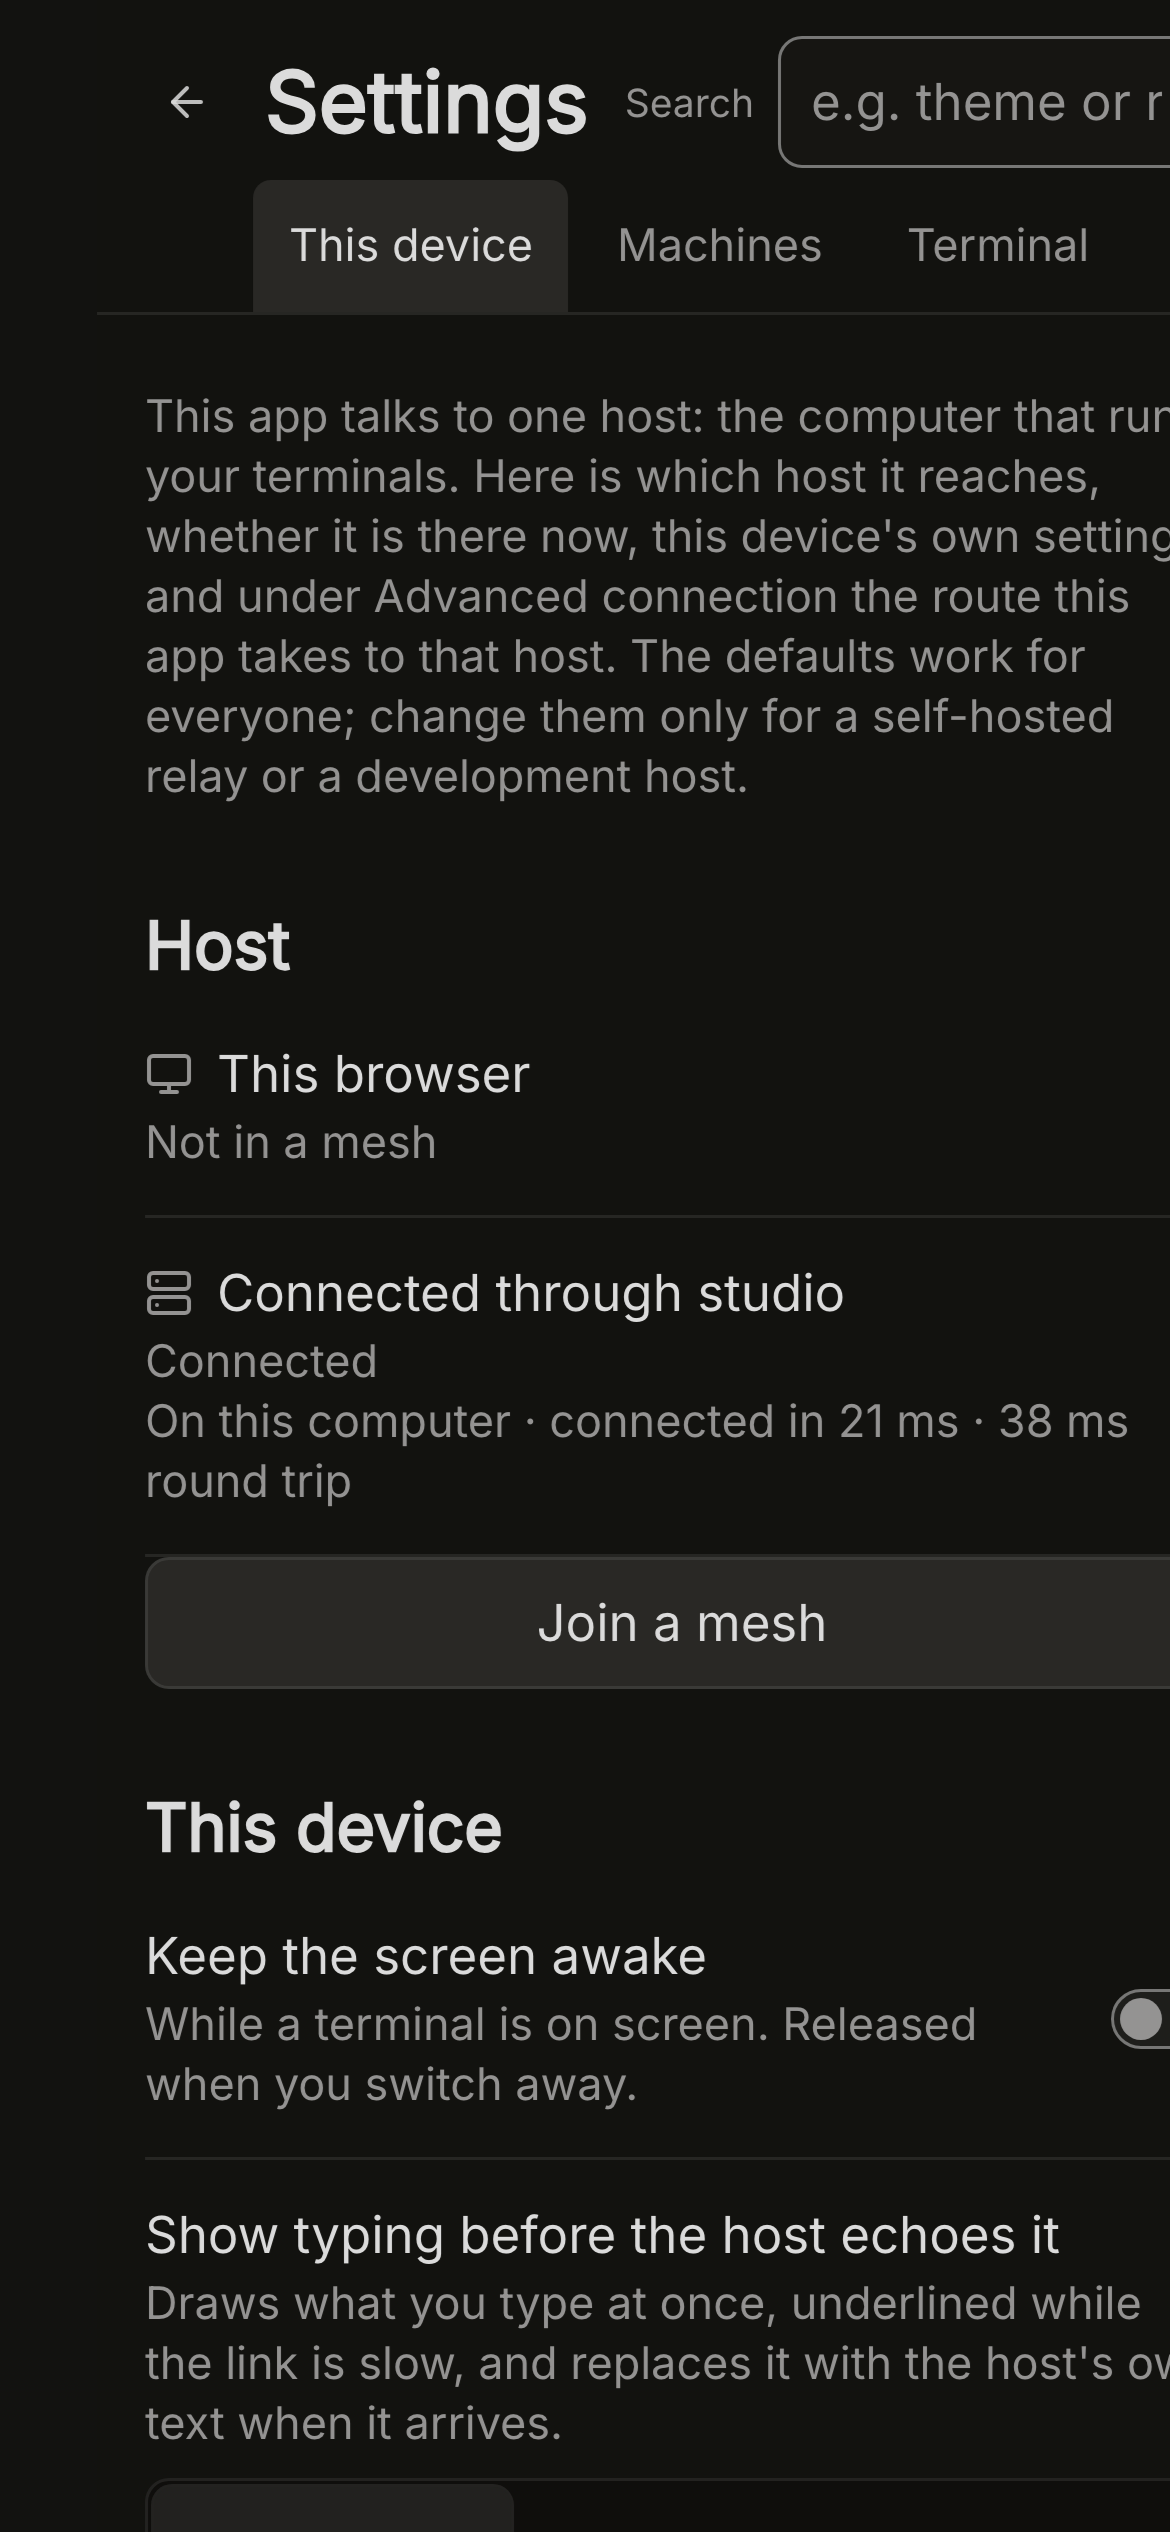 Settings
Search
e.g. theme or r
This device
Machines
Terminal
This app talks to one host: the computer that run
your terminals. Here is which host it reaches,
whether it is there now, this device's own setting
and under Advanced connection the route this
app takes to that host. The defaults work for
everyone; change them only for a self-hosted
relay or a development host.
Host
This browser
Not in a mesh
Connected through studio
Connected
On this computer · connected in 21 ms · 38 ms
round trip
Join a mesh
This device
Keep the screen awake
While a terminal is on screen. Released
when you switch away.
Show typing before the host echoes it
Draws what you type at once, underlined while
the link is slow, and replaces it with the host's ow
text when it arrives.